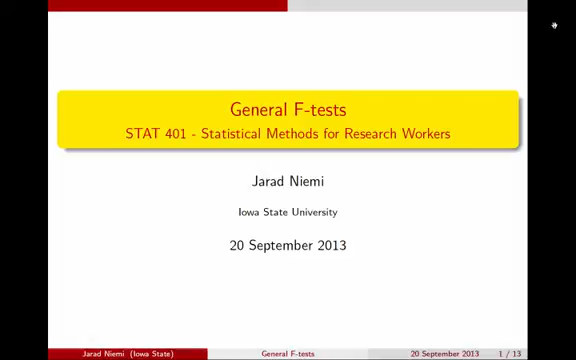 General F-tests
STAT 401 - Statistical Methods for Research Workers
Jarad Niemi
Iowa State University
20 September 2013
Jarad Niemi (Iowa State) General F-tests 20 September 2013 1 / 13